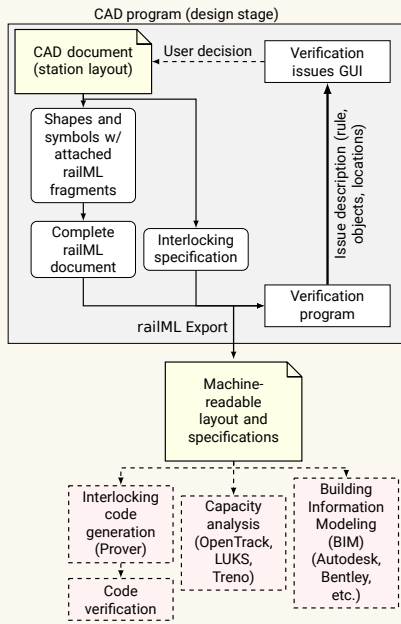 CAD program (design stage)
CAD document
(station layout)
User decision
Verification
issues GUI
Shapes and
symbols w/
attached
railML
fragments
Issue description (rule,
objects, locations)
Complete
railML
document
Interlocking
specification
Verification
program
railML Export
Machine-
readable
layout and
specifications
Interlocking
code
generation
(Prover)
Capacity
analysis
(OpenTrack,
LUKS,
Treno)
Building
Information
Modeling
(BIM)
(Autodesk,
Bentley,
etc.)
Code
verification